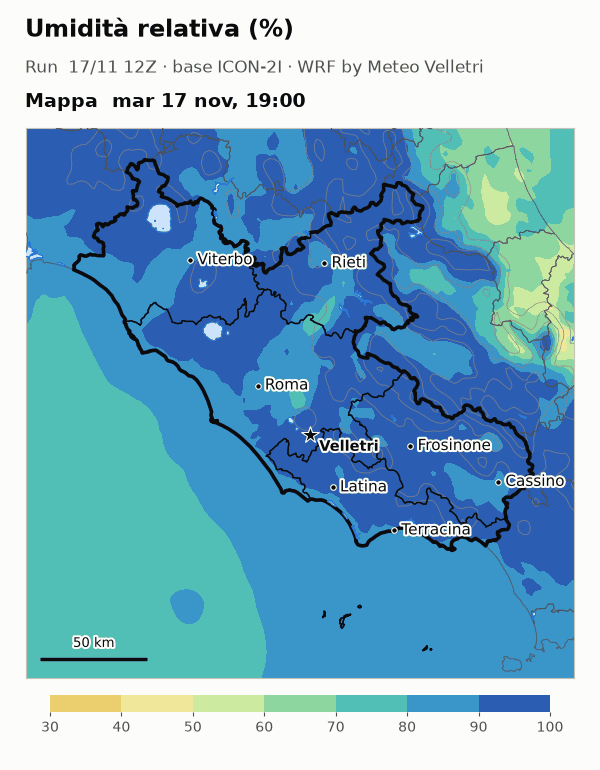 Umidità relativa (%)
Run  17/11 12Z · base ICON-2I · WRF by Meteo Velletri
Mappa  mar 17 nov, 19:00
Viterbo
Rieti
Roma
Velletri
Frosinone
Cassino
Latina
Terracina
50 km
30 40 50 60 70 80 90 100